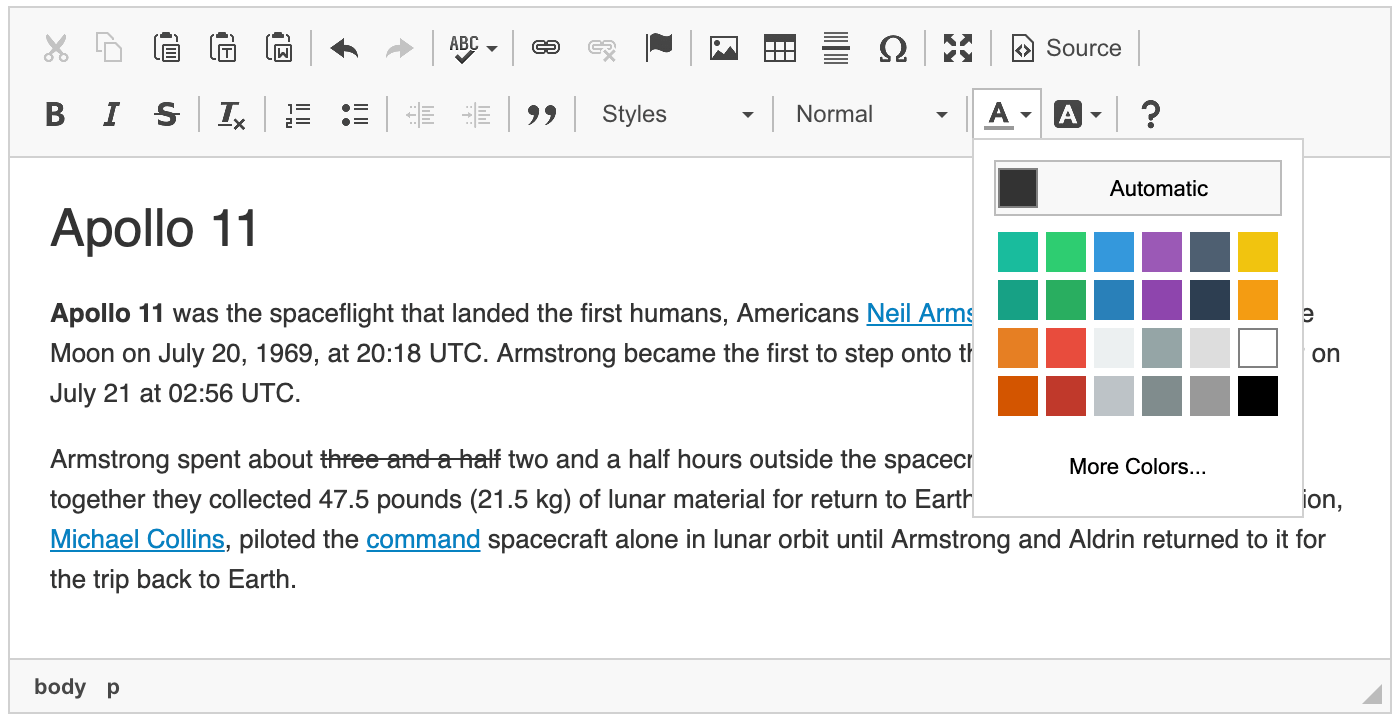 ABC
Source
B I S Tx
Styles
Normal
A
A
?
Automatic
More Colors...
Apollo 11
Apollo 11 was the spaceflight that landed the first humans, Americans Neil Arms e
Moon on July 20, 1969, at 20:18 UTC. Armstrong became the first to step onto th on
July 21 at 02:56 UTC.
Armstrong spent about three and a half two and a half hours outside the spacecr
together they collected 47.5 pounds (21.5 kg) of lunar material for return to Earth ion,
Michael Collins, piloted the command spacecraft alone in lunar orbit until Armstrong and Aldrin returned to it for
the trip back to Earth.
body p